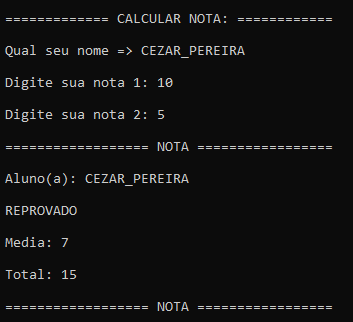 ============= CALCULAR NOTA: ============
Qual seu nome => CEZAR_PEREIRA
Digite sua nota 1: 10
Digite sua nota 2: 5
================== NOTA =================
Aluno(a): CEZAR_PEREIRA
REPROVADO
Media: 7
Total: 15
================== NOTA =================